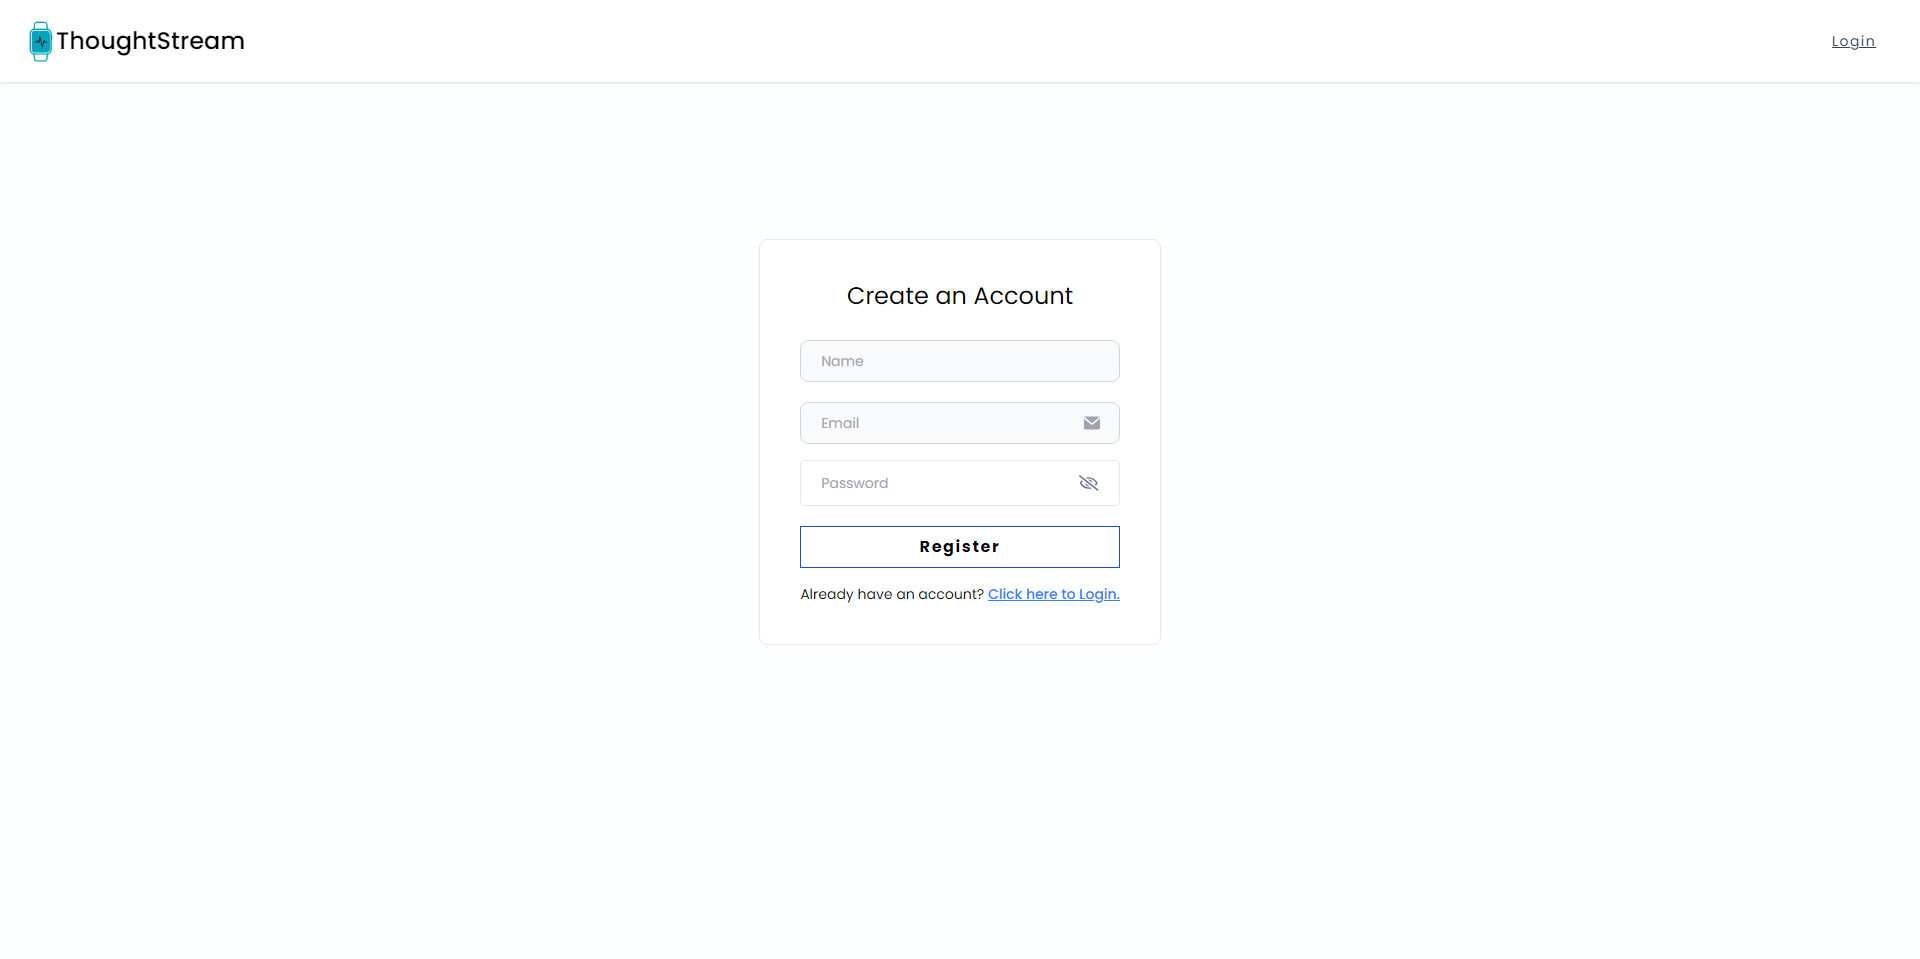 ThoughtStream
Login
Create an Account
Name
Email
Password
Register
Already have an account? Click here to Login.